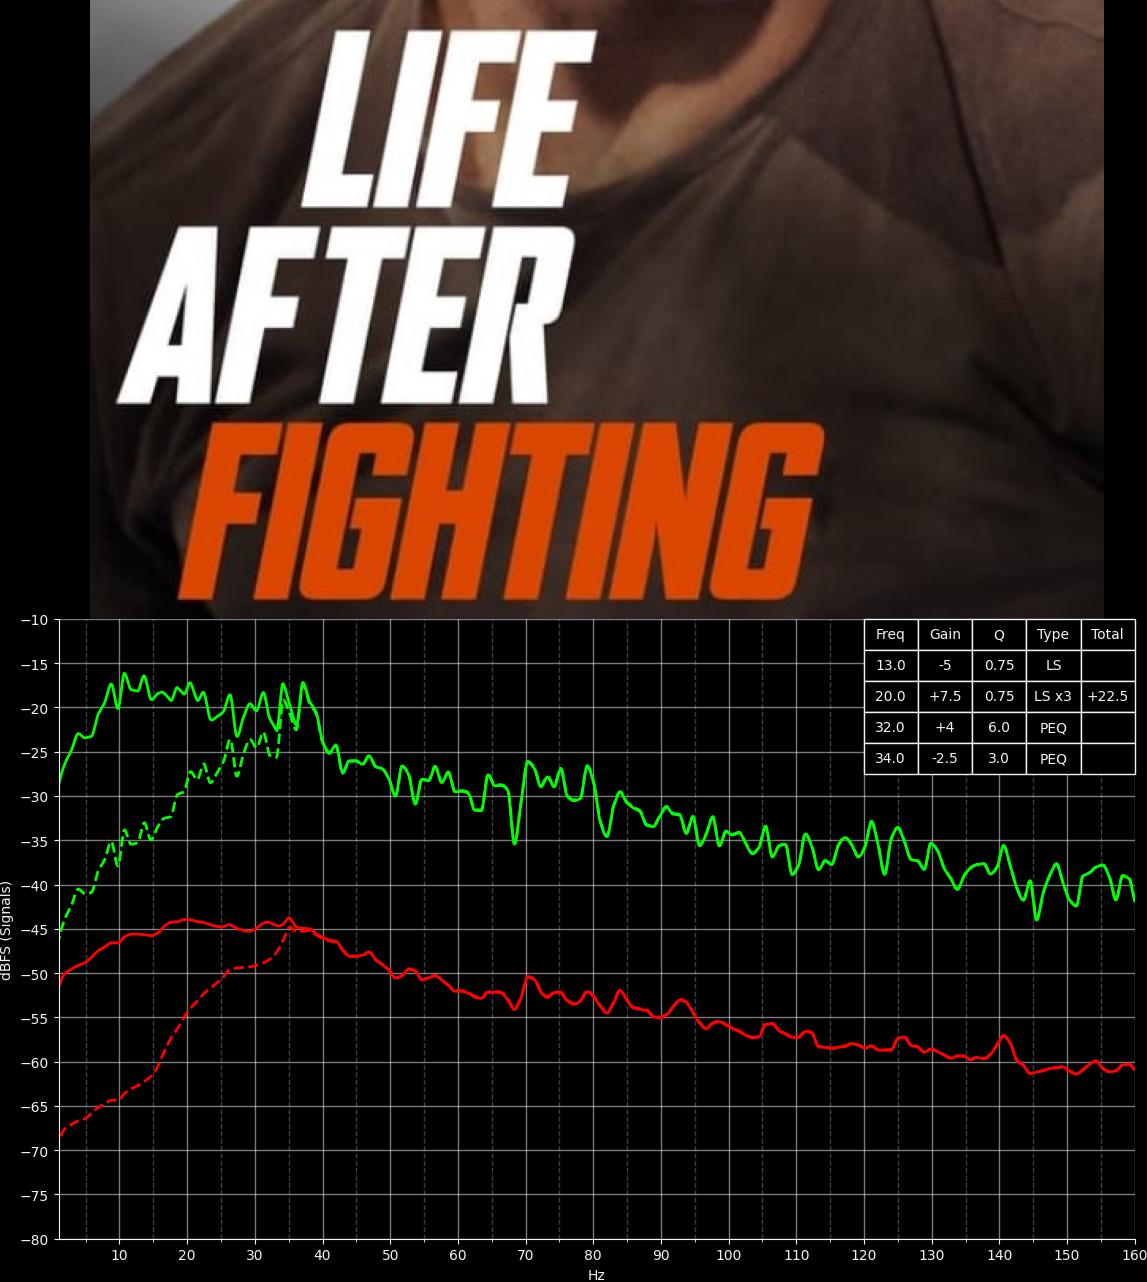 LIFE
AFTER
FIGHTING
Freq Gain Q Type Total
13.0 -5 0.75 LS
20.0 +7.5 0.75 LS x3 +22.5
32.0 +4 6.0 PEQ
34.0 -2.5 3.0 PEQ
−10
−15
−20
−25
−30
−35
−40
−45
−50
−55
−60
−65
−70
−75
−80
dBFS (Signals)
10 20 30 40 50 60 70 80 90 100 110 120 130 140 150 160
Hz